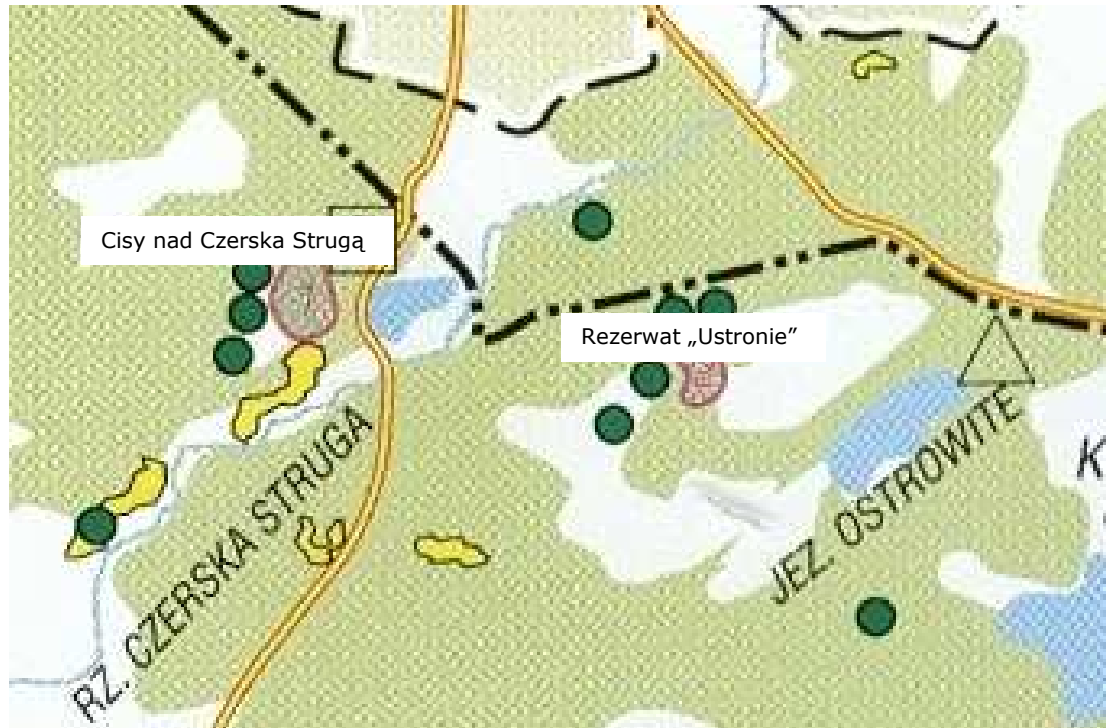 Cisy nad Czerska Strugą
Rezerwat „Ustronie”
RZ. CZERSKA STRUGA
JEZ. OSTROWITE
K